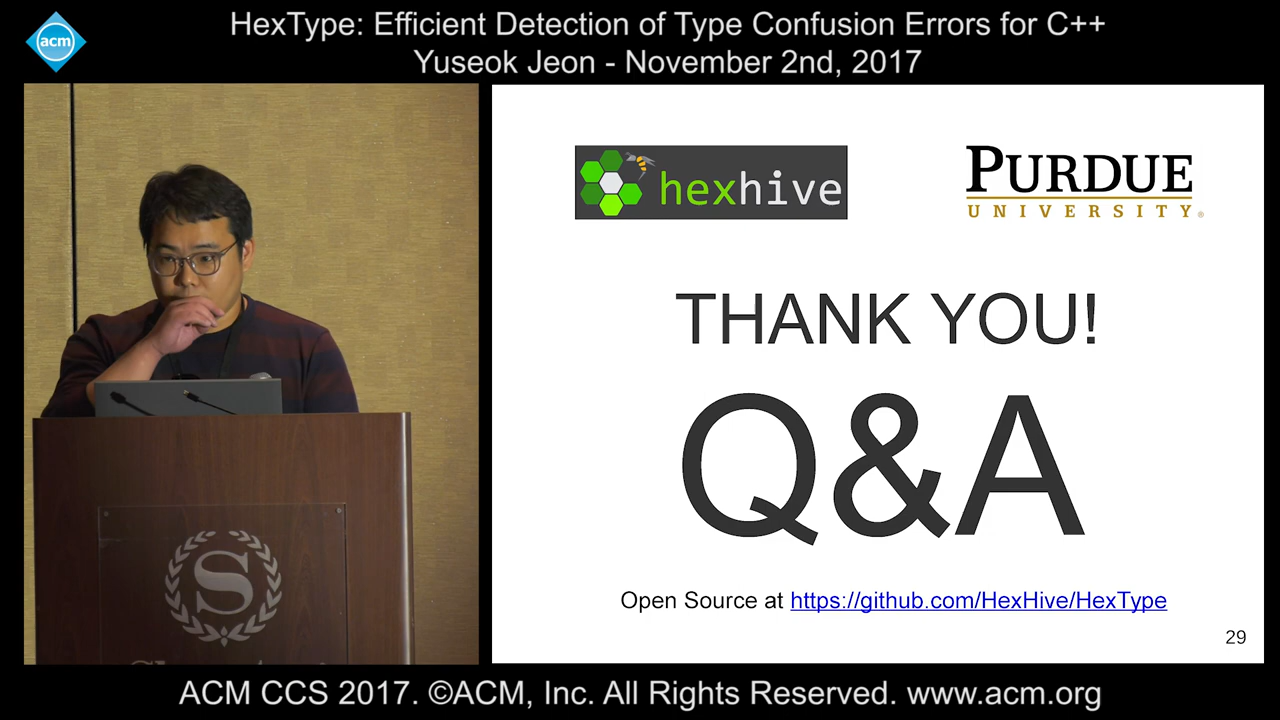 acm
HexType: Efficient Detection of Type Confusion Errors for C++
Yuseok Jeon - November 2nd, 2017
hexhive
PURDUE
UNIVERSITY®
THANK YOU!
Q&A
Open Source at https://github.com/HexHive/HexType
29
S
ACM CCS 2017. ©ACM, Inc. All Rights Reserved. www.acm.org